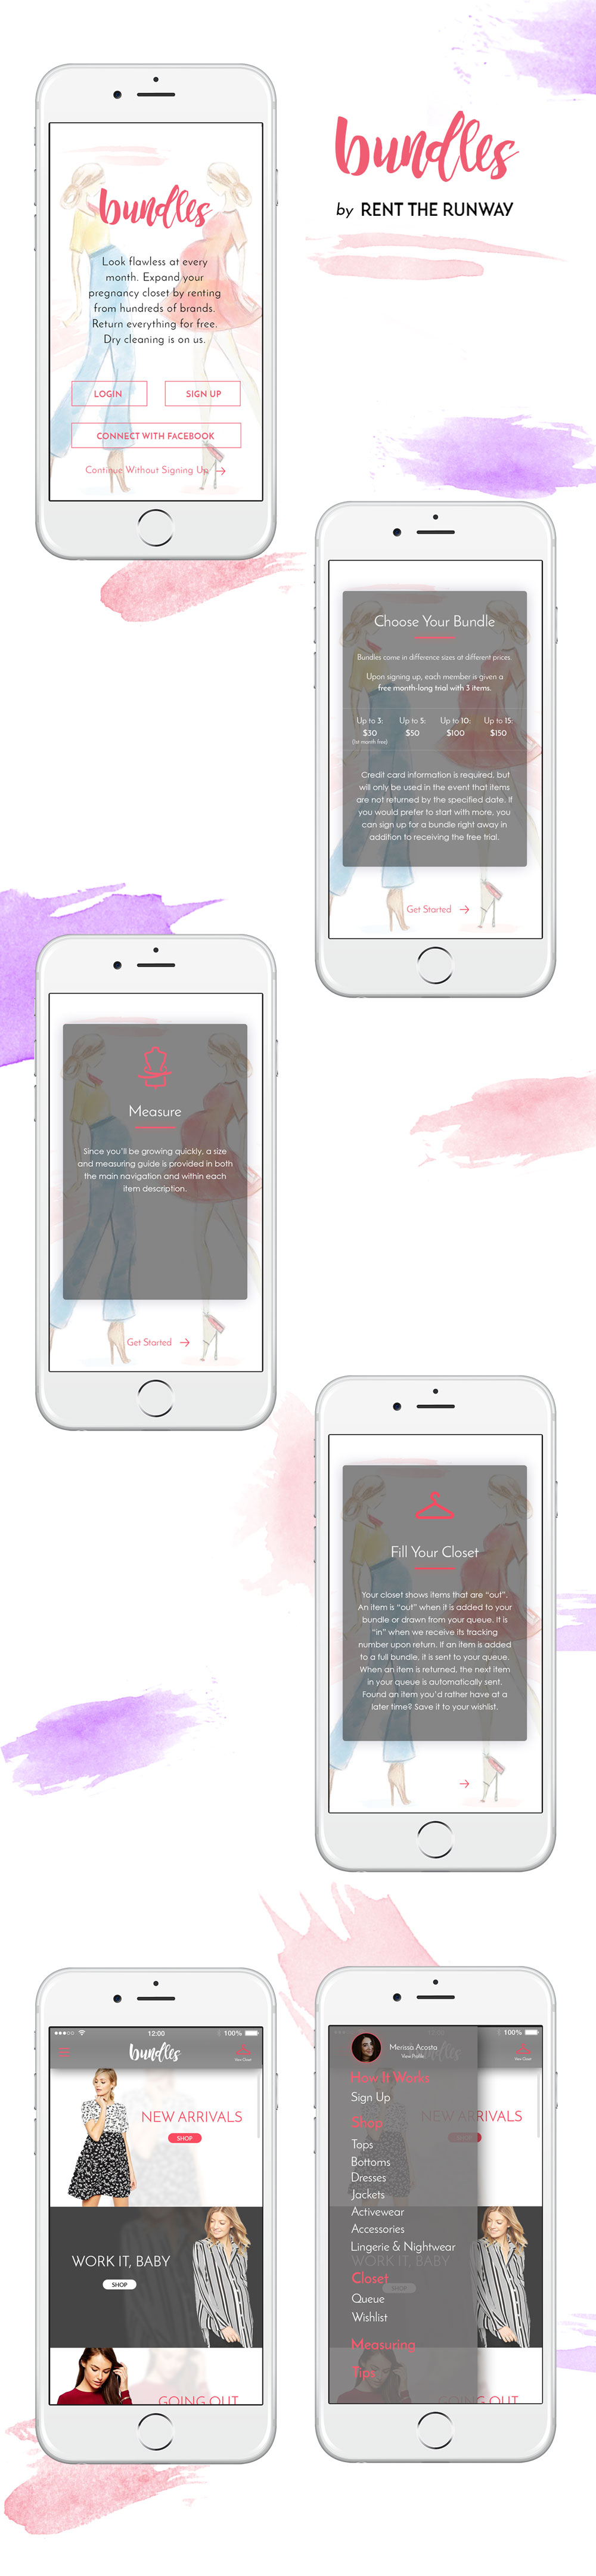 bundles
by RENT THE RUNWAY
bundles
Look flawless at every
month. Expand your
pregnancy closet by renting
from hundreds of brands.
Return everything for free.
Dry cleaning is on us.
LOGIN
SIGN UP
CONNECT WITH FACEBOOK
Continue Without Signing Up
Choose Your Bundle
Bundles come in difference sizes at different prices.
Upon signing up, each member is given a
free month-long trial with 3 items.
Up to 3: Up to 5: Up to 10: Up to 15:
$30 $50 $100 $150
(1st month free)
Credit card information is required, but
will only be used in the event that items
are not returned by the specified date. If
you would prefer to start with more, you
can sign up for a bundle right away in
addition to receiving the free trial.
Get Started
Measure
Since you'll be growing quickly, a size
and measuring guide is provided in both
the main navigation and within each
item description.
Get Started
Fill Your Closet
Your closet shows items that are “out”.
An item is “out” when it is added to your
bundle or drawn from your queue. It is
“in” when we receive its tracking
number upon return. If an item is added
to a full bundle, it is sent to your queue.
When an item is returned, the next item
in your queue is automatically sent.
Found an item you'd rather have at a
later time? Save it to your wishlist.
12:00
100%
bundles
View Closet
NEW ARRIVALS
SHOP
WORK IT, BABY
SHOP
GOING OUT
100%
Merissa Acosta
View Profile
View Closet
How It Works
Sign Up
Shop
NEW ARRIVALS
Tops
Bottoms
Dresses
Jackets
Activewear
Accessories
Lingerie & Nightwear
WORK IT, BABY
Closet
SHOP
Queue
Wishlist
Measuring
Tips
GOING OUT